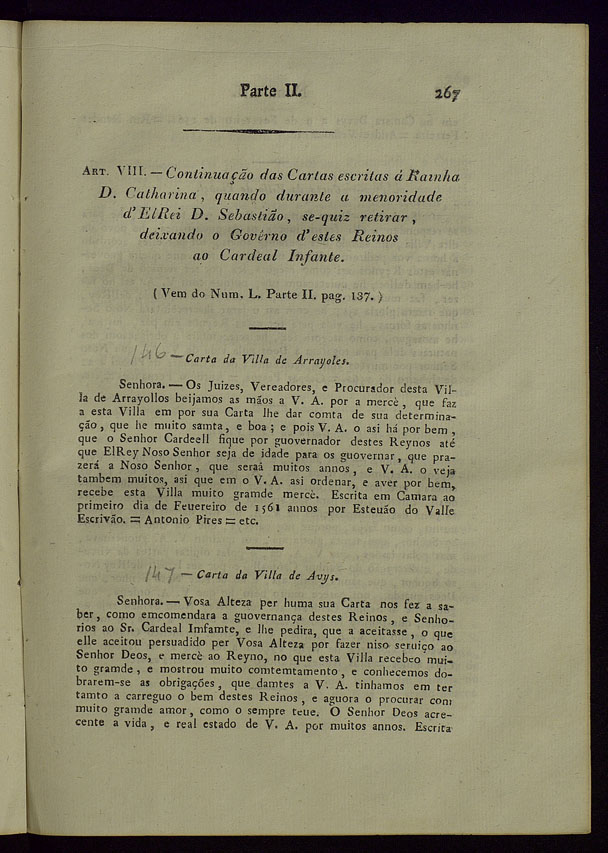 Parte II. 267
ART. VIII. — Continuação das Cartas escritas á Rainha
D. Catharina, quando durante a menoridade
d'ElRei D. Sebastião, se-quiz retirar,
deixando o Govêrno d'estes Reinos
ao Cardeal Infante.
(Vem do Num. L. Parte II. pag. 137.)
146 — Carta da Villa de Arrayoles.
Senhora. — Os Juizes, Vereadores, e Procurador desta Vil-
la de Arrayollos beijamos as mãos a V. A. por a mercè, que faz
a esta Villa em por sua Carta lhe dar comta de sua determina-
ção, que he muito samta, e boa; e pois V. A. o asi há por bem,
que o Senhor Cardeell fique por guovernador destes Reynos até
que ElRey Noso Senhor seja de idade para os guovernar, que pra-
zerá a Noso Senhor, que seraá muitos annos, e V. A. o veja
tambem muitos, asi que em o V. A. asi ordenar, e aver por bem,
recebe esta Villa muito gramde mercè. Escrita em Camara ao
primeiro dia de Feuereiro de 1561 annos por Esteuão do Valle
Escrivão. = Antonio Pires = etc.
147 — Carta da Villa de Avys.
Senhora. — Vosa Alteza per huma sua Carta nos fez a sa-
ber, como emcomendara a guovernança destes Reinos, e Senho-
rios ao Sr. Cardeal Imfamte, e lhe pedira, que a aceitasse, o que
elle aceitou persuadido per Vosa Alteza por fazer niso seruiço ao
Senhor Deos, e mercè ao Reyno, no que esta Villa recebeo mui-
to gramde, e mostrou muito comtemtamento, e conhecemos do-
brarem-se as obrigações, que damtes a V. A. tinhamos em ter
tamto a carreguo o bem destes Reinos, e aguora o procurar com
muito gramde amor, como o sempre teue. O Senhor Deos acre-
cente a vida, e real estado de V. A. por muitos annos. Escrita